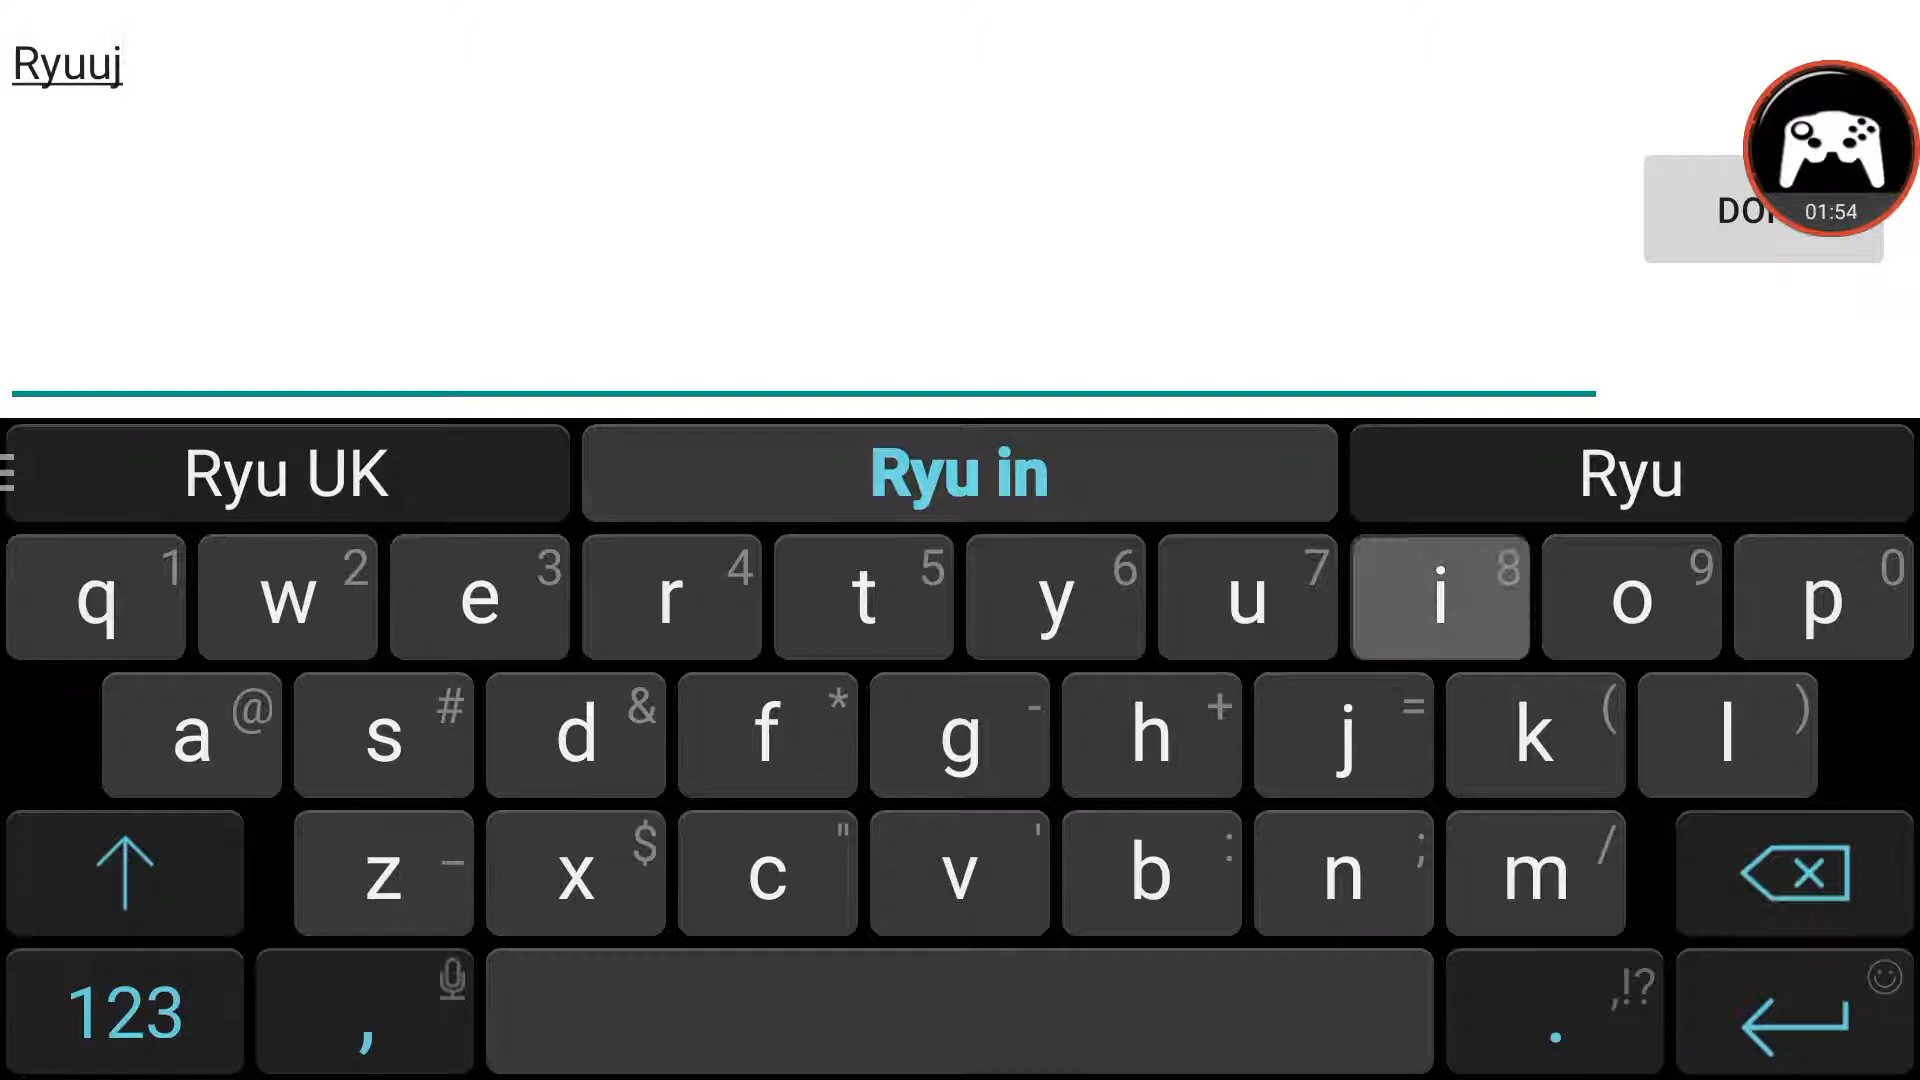 Ryuuj
01:54
Ryu UK Ryu in Ryu
q 1 w 2 e 3 r 4 t 5 y 6 u 7 i 8 o 9 p 0
a @ s # d & f * g - h + j = k ( l )
z _ x $ c " v ' b : n ; m /
123 , . ,!?